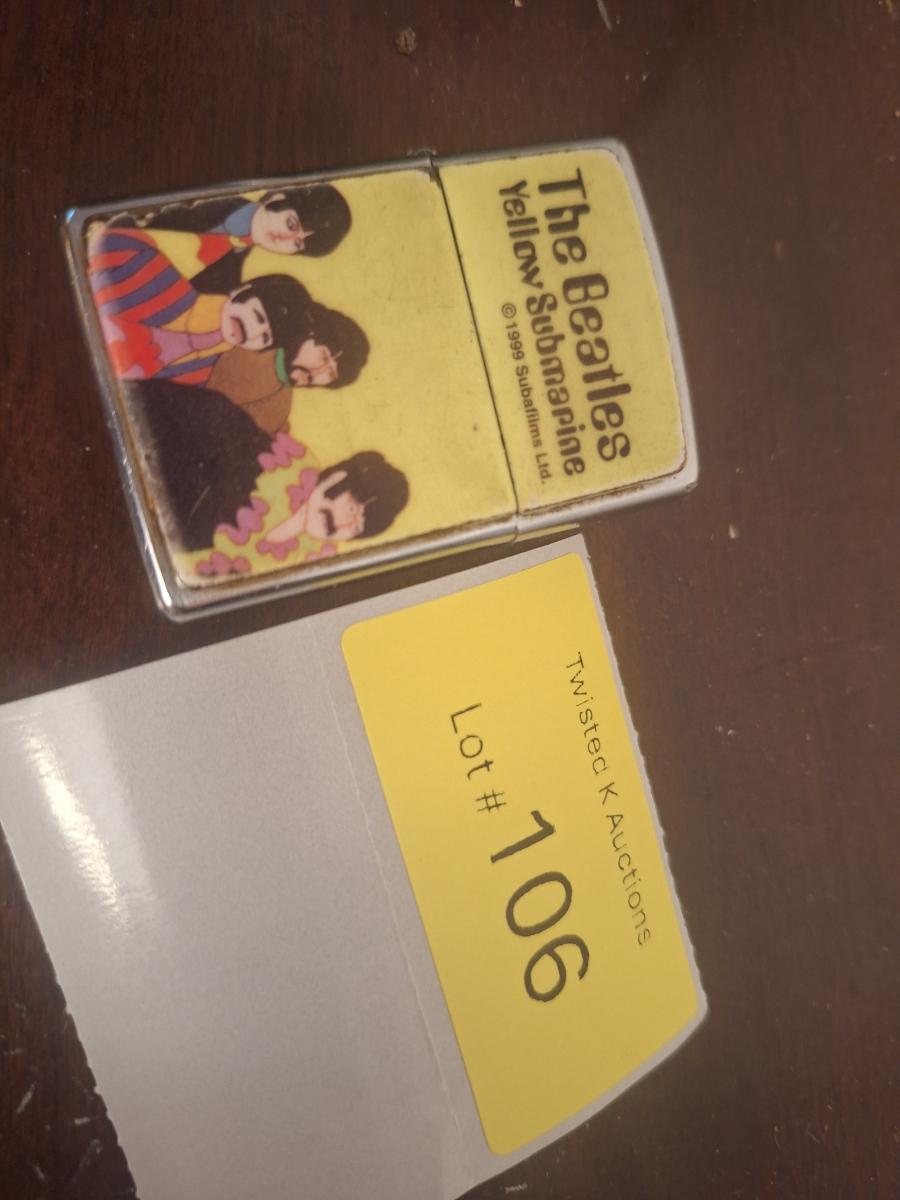 The Beatles
Yellow Submarine
©1999 Subafilms Ltd.
Twisted K Auctions
Lot # 106